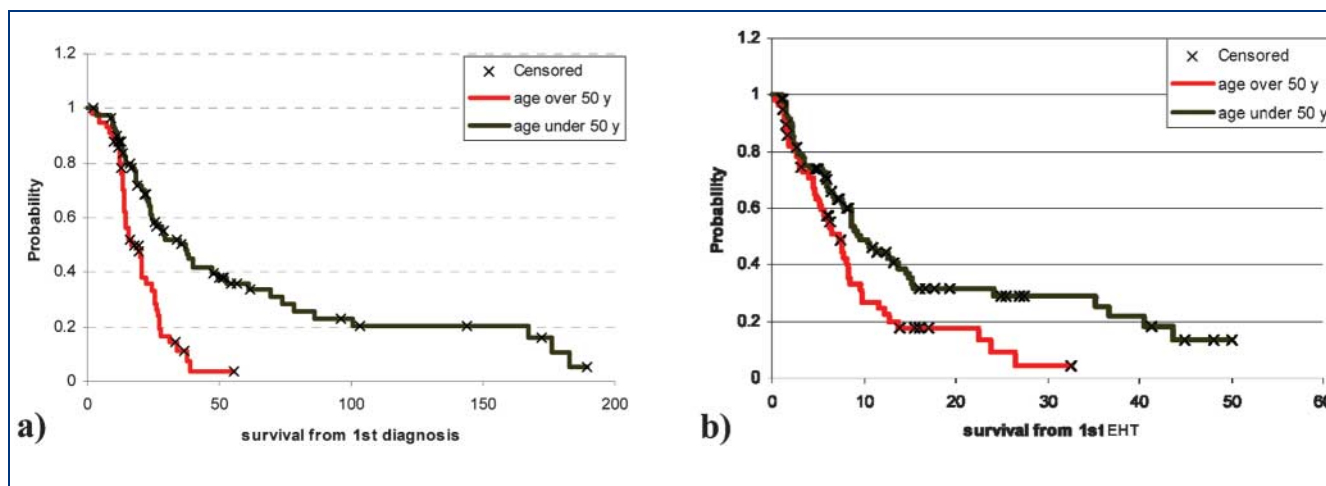 1.2
1
0.8
0.6
0.4
0.2
0
Probability
Censored
age over 50 y
age under 50 y
0 50 100 150 200
survival from 1st diagnosis
a)
1.2
1
0.8
0.6
0.4
0.2
0
Probability
Censored
age over 50 y
age under 50 y
0 10 20 30 40 50 60
survival from 1st EHT
b)